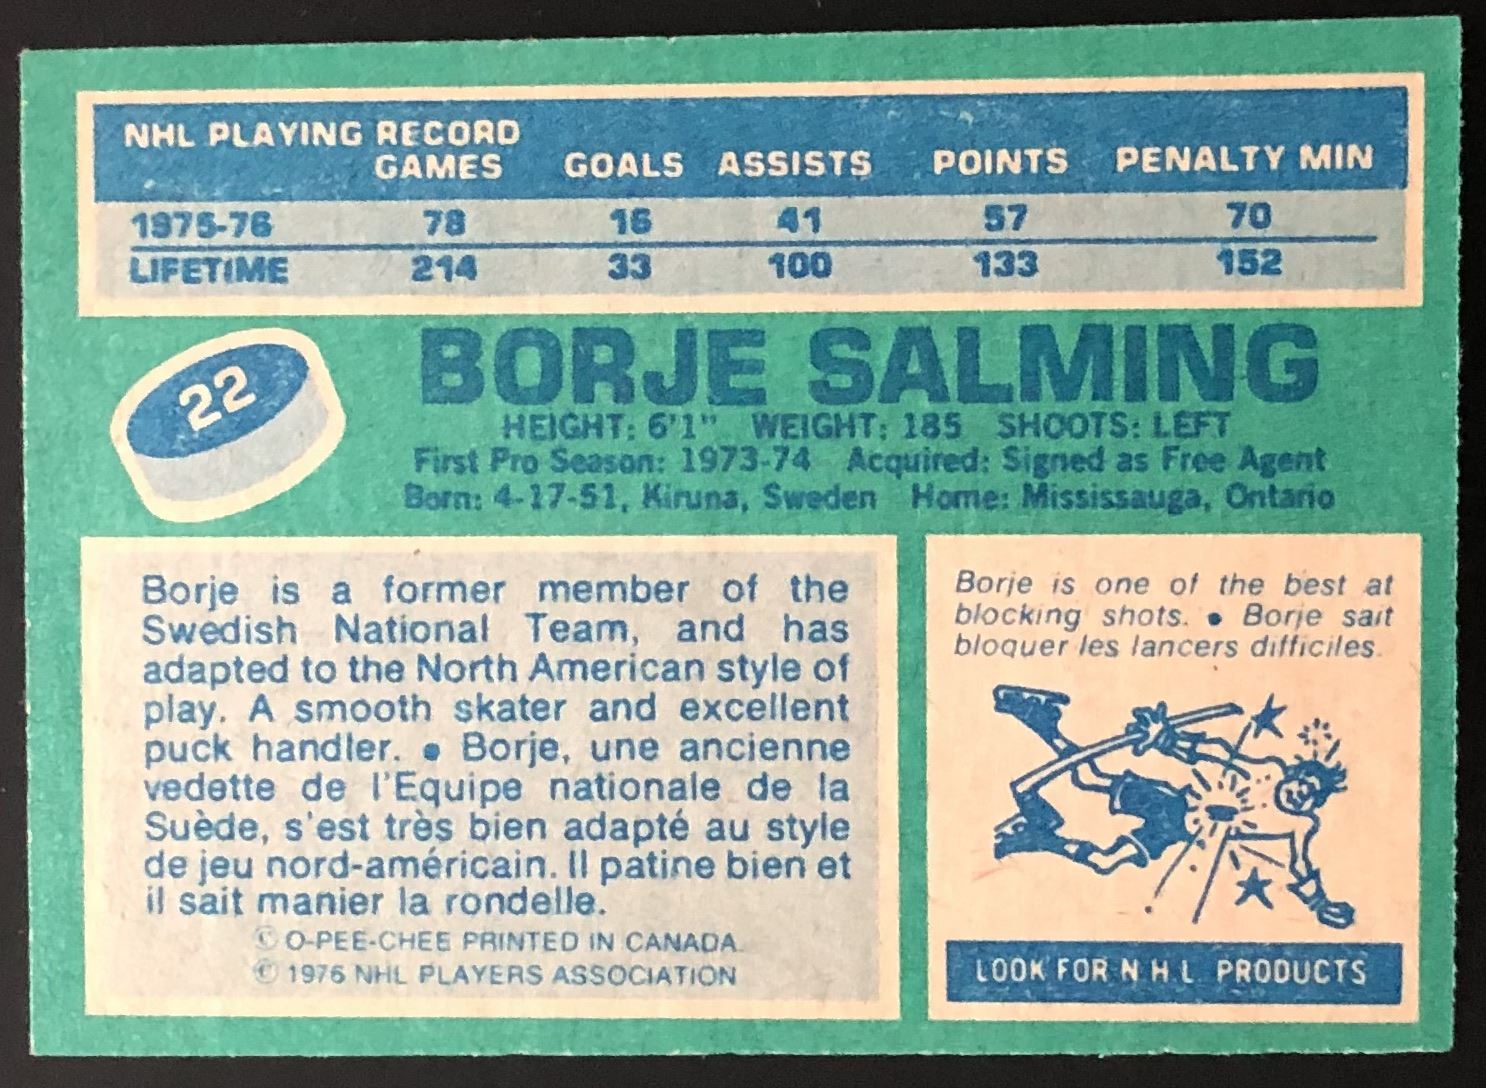 NHL PLAYING RECORD
GAMES GOALS ASSISTS POINTS PENALTY MIN
1975-76 78 16 41 57 70
LIFETIME 214 33 100 133 152
22
BORJE SALMING
HEIGHT: 6'1" WEIGHT: 185 SHOOTS: LEFT
First Pro Season: 1973-74 Acquired: Signed as Free Agent
Born: 4-17-51, Kiruna, Sweden Home: Mississauga, Ontario
Borje is a former member of the
Swedish National Team, and has
adapted to the North American style of
play. A smooth skater and excellent
puck handler. • Borje, une ancienne
vedette de l'Equipe nationale de la
Suède, s'est très bien adapté au style
de jeu nord-américain. Il patine bien et
il sait manier la rondelle.
© O-PEE-CHEE PRINTED IN CANADA
© 1976 NHL PLAYERS ASSOCIATION
Borje is one of the best at
blocking shots. • Borje sait
bloquer les lancers difficiles.
LOOK FOR N H L PRODUCTS